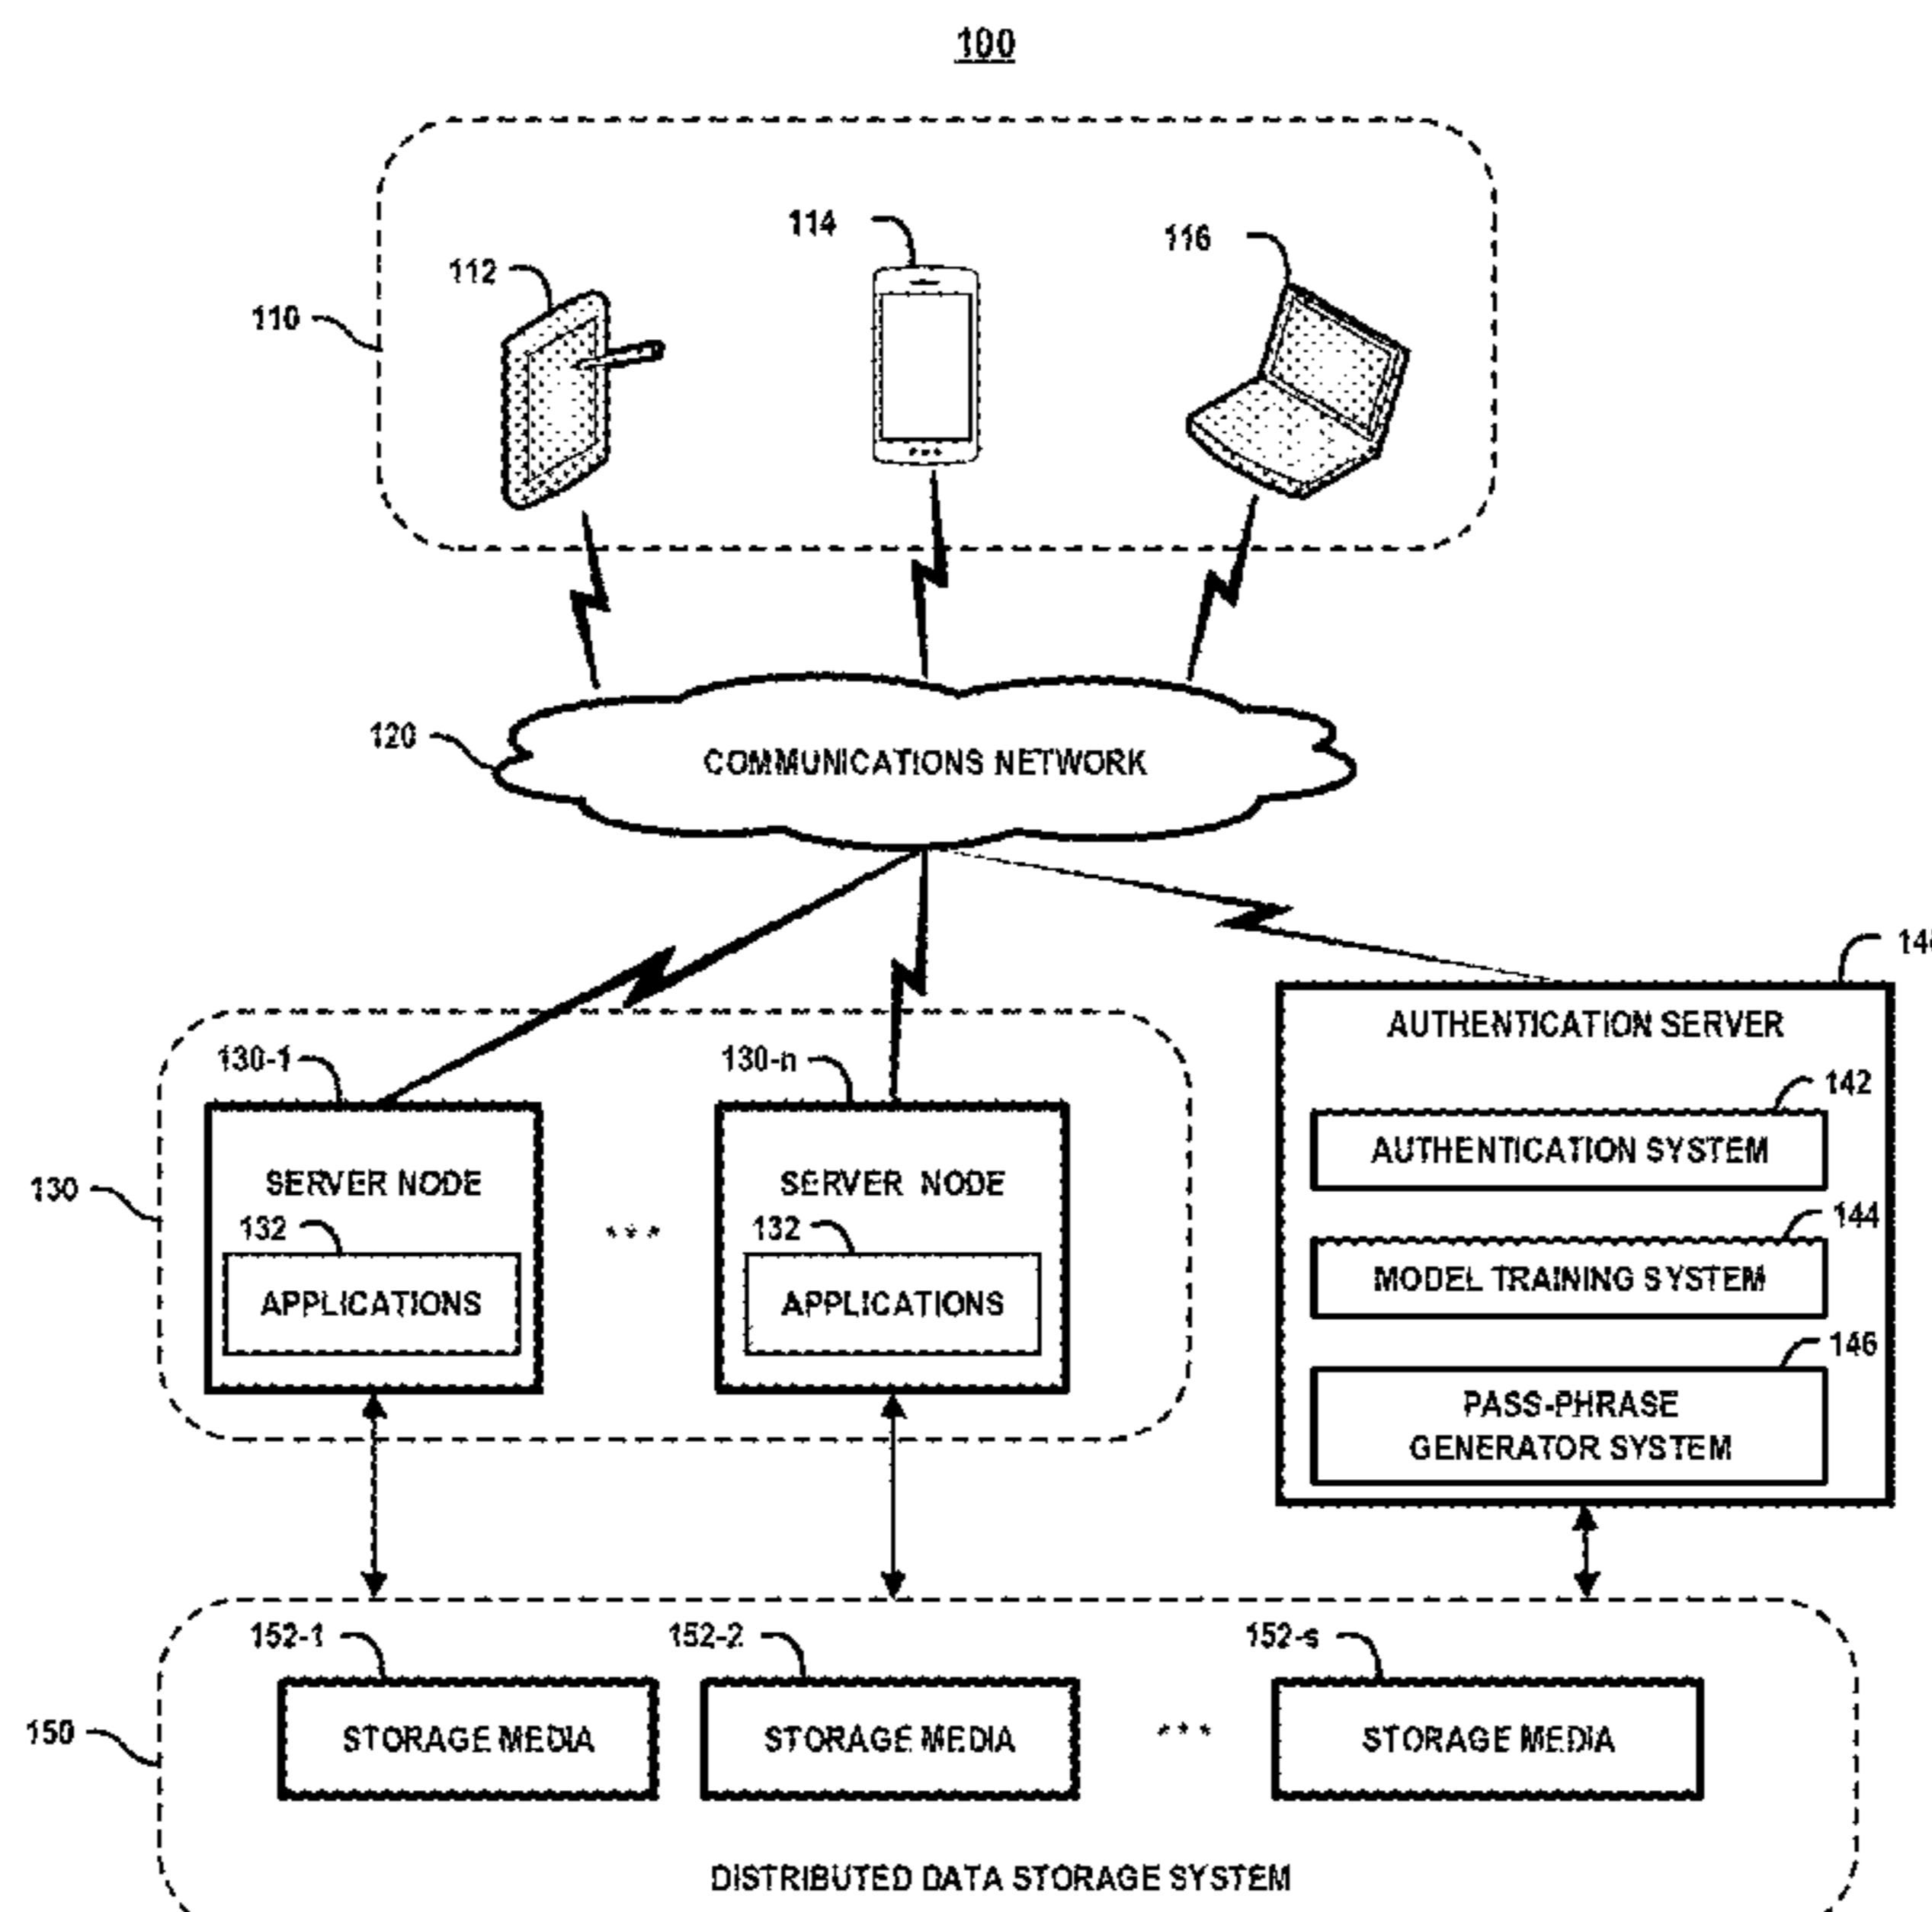 100
114
116
112
110
120
COMMUNICATIONS NETWORK
AUTHENTICATION SERVER
130-1
130-n
142
AUTHENTICATION SYSTEM
130
SERVER NODE
SERVER NODE
132
132
***
144
APPLICATIONS
APPLICATIONS
MODEL TRAINING SYSTEM
146
PASS-PHRASE
GENERATOR SYSTEM
152-1
152-2
152-s
150
STORAGE MEDIA
STORAGE MEDIA
***
STORAGE MEDIA
DISTRIBUTED DATA STORAGE SYSTEM